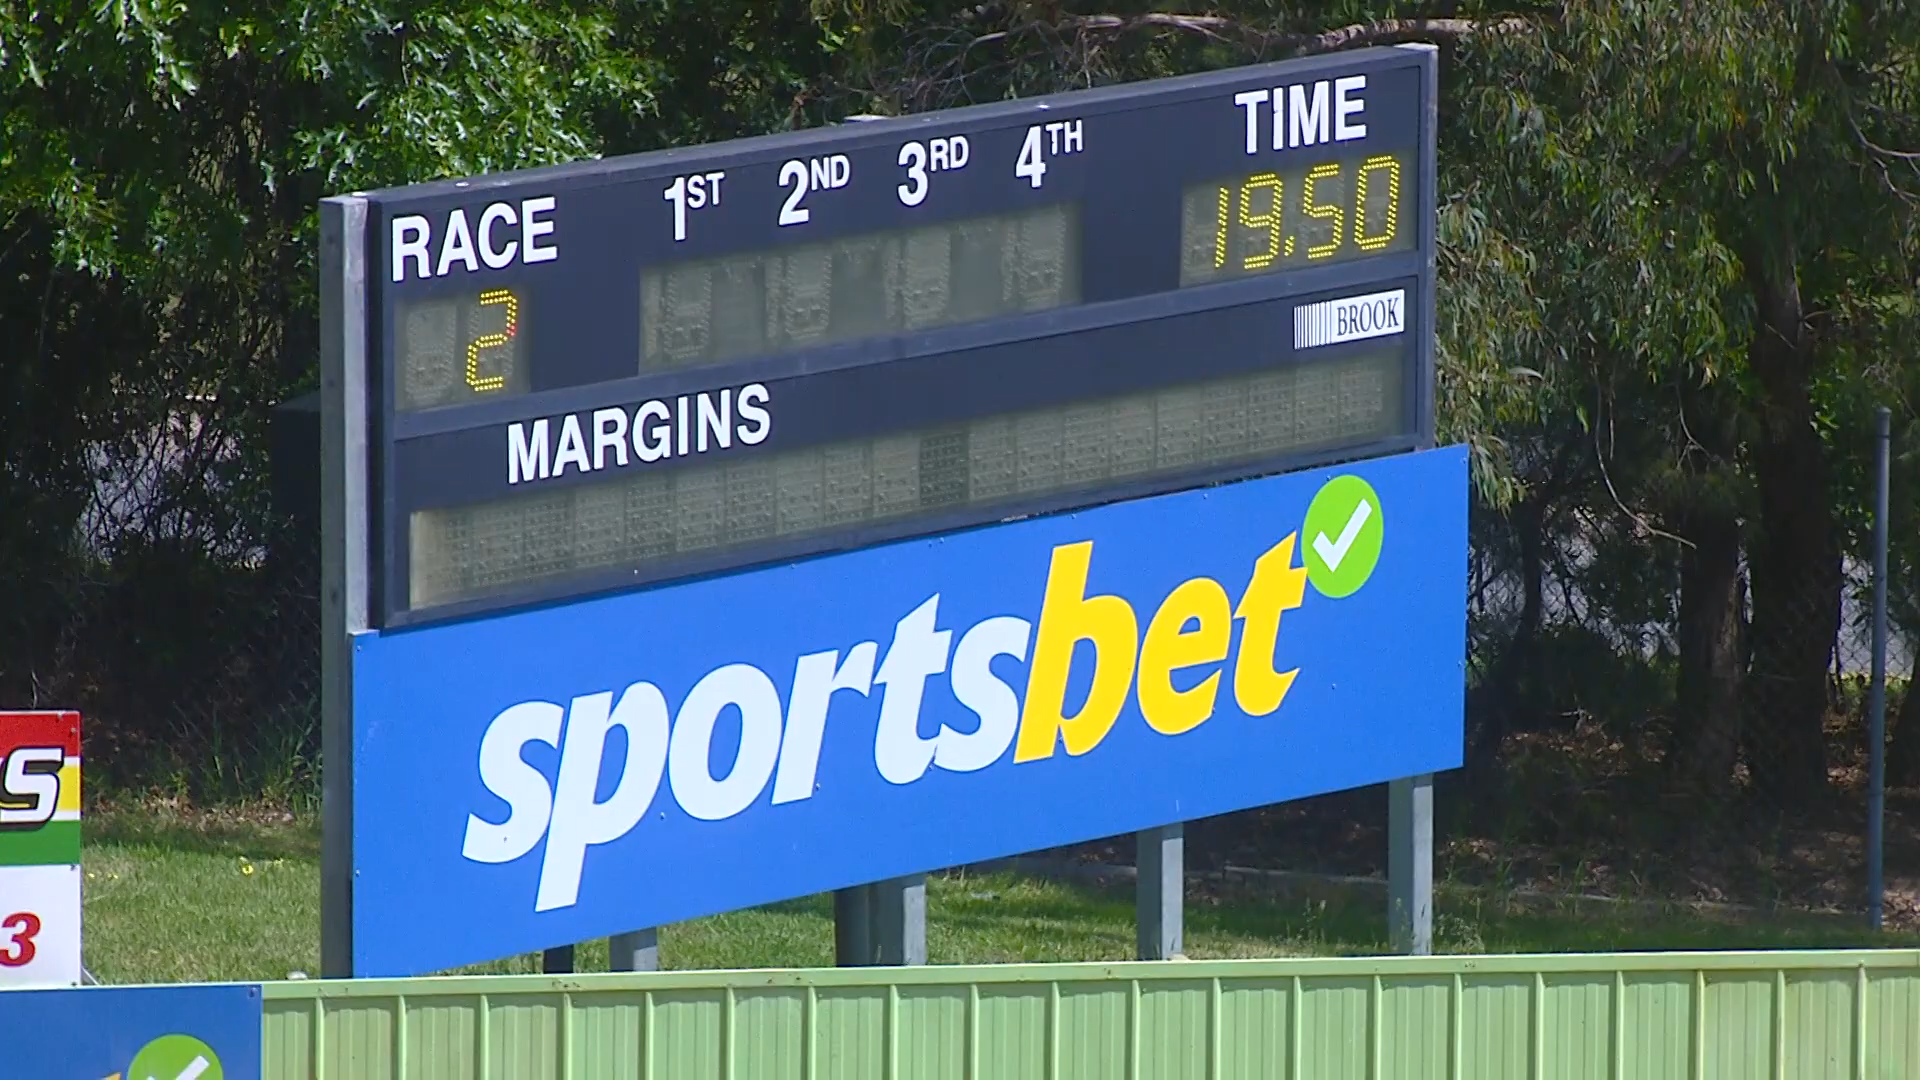 RACE 1ST 2ND 3RD 4TH TIME
2 19.50
BROOK
MARGINS
sportsbet
S
3